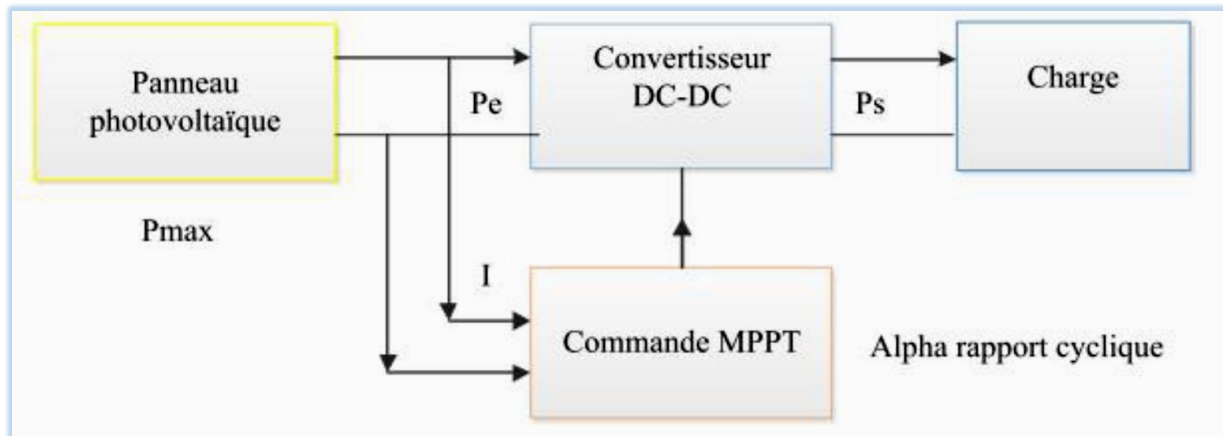 Panneau
photovoltaïque
Pe
Convertisseur
DC-DC
Ps
Charge
Pmax
I
Commande MPPT
Alpha rapport cyclique